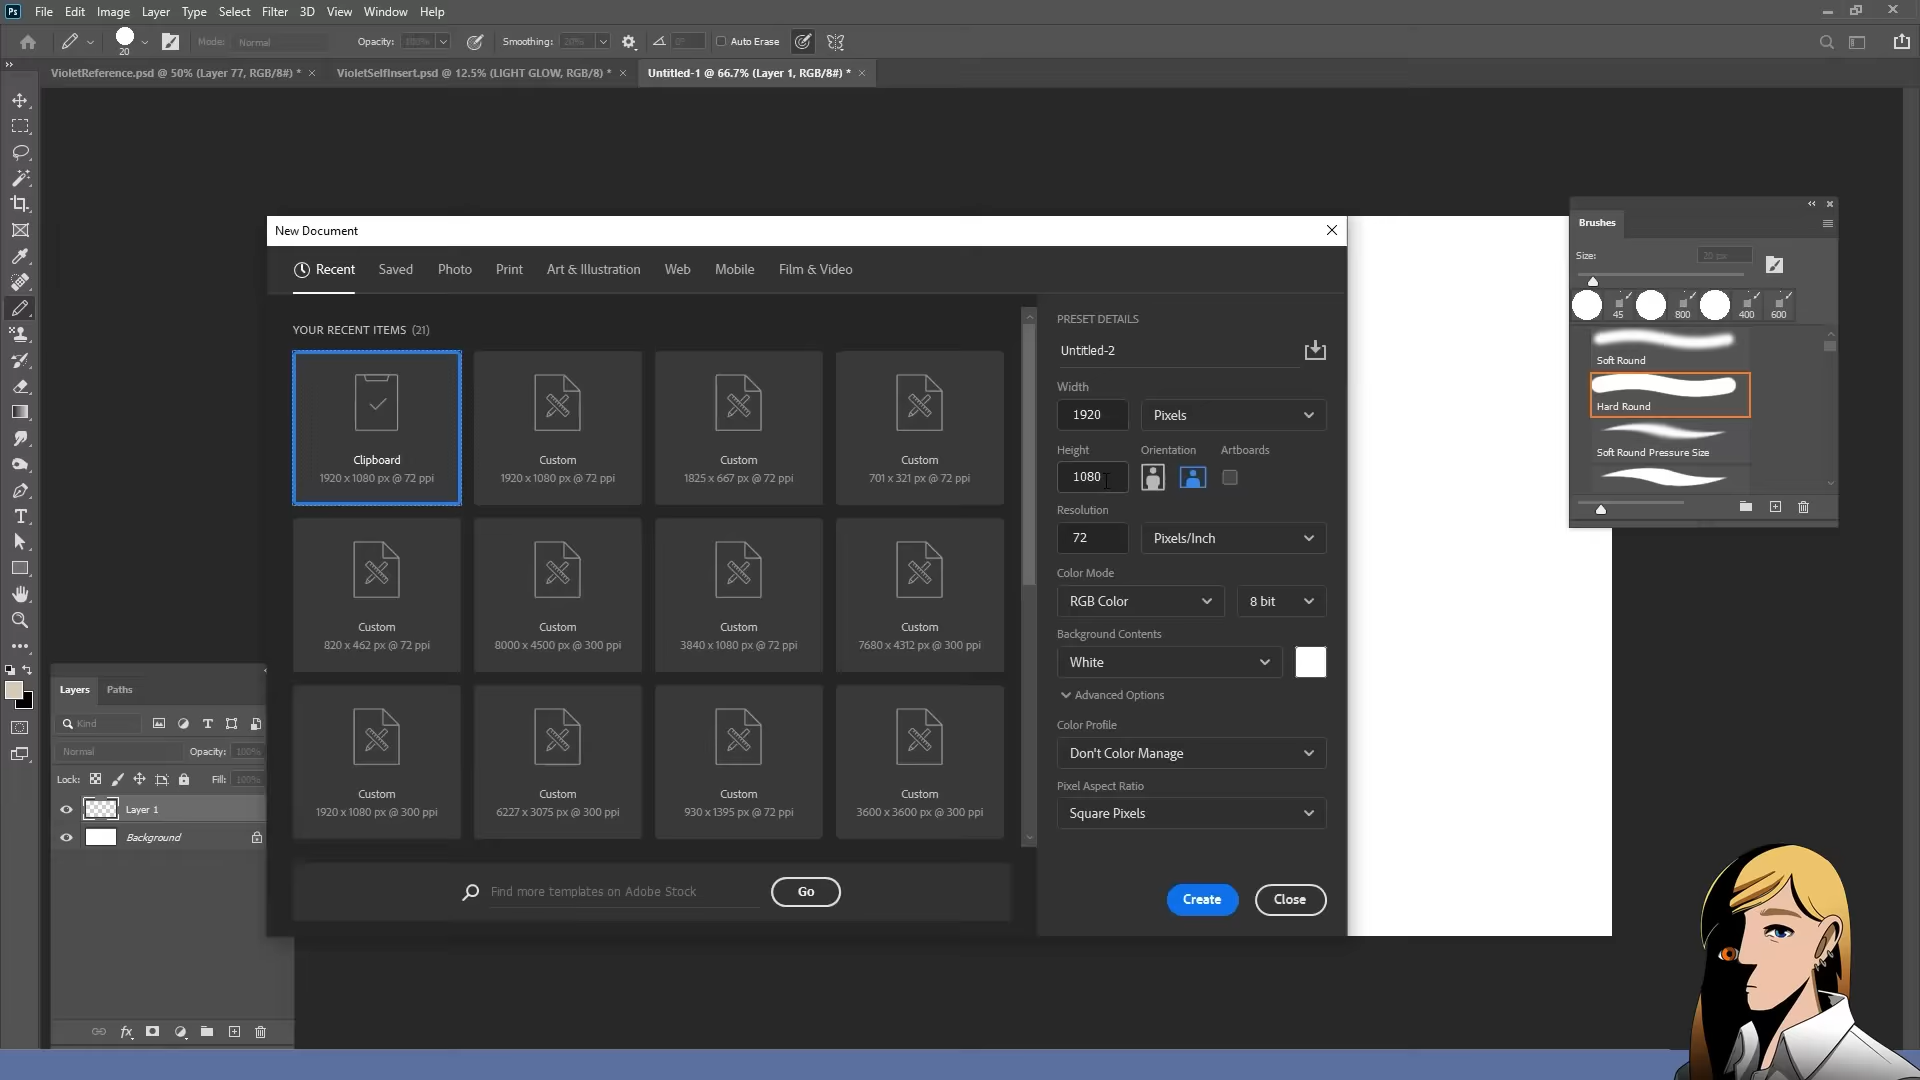 Ps File Edit Image Layer Type Select Filter 3D View Window Help
20 Mode: Normal Opacity: 100% Smoothing: 20% 0° Auto Erase
VioletReference.psd @ 50% (Layer 77, RGB/8#) * VioletSelfInsert.psd @ 12.5% (LIGHT GLOW, RGB/8) * Untitled-1 @ 66.7% (Layer 1, RGB/8#) *
New Document
Recent Saved Photo Print Art & Illustration Web Mobile Film & Video
YOUR RECENT ITEMS (21)
Clipboard
1920 x 1080 px @ 72 ppi
Custom
1920 x 1080 px @ 72 ppi
Custom
1825 x 667 px @ 72 ppi
Custom
701 x 321 px @ 72 ppi
Custom
820 x 462 px @ 72 ppi
Custom
8000 x 4500 px @ 300 ppi
Custom
3840 x 1080 px @ 72 ppi
Custom
7680 x 4312 px @ 300 ppi
Custom
1920 x 1080 px @ 300 ppi
Custom
6227 x 3075 px @ 300 ppi
Custom
930 x 1395 px @ 72 ppi
Custom
3600 x 3600 px @ 300 ppi
Find more templates on Adobe Stock Go
PRESET DETAILS
Untitled-2
Width
1920 Pixels
Height Orientation Artboards
1080
Resolution
72 Pixels/Inch
Color Mode
RGB Color 8 bit
Background Contents
White
Advanced Options
Color Profile
Don't Color Manage
Pixel Aspect Ratio
Square Pixels
Create Close
Brushes
Size: 20 px
45 800 400 600
Soft Round
Hard Round
Soft Round Pressure Size
Layers Paths
Kind
Normal Opacity: 100%
Lock: Fill: 100%
Layer 1
Background
fx